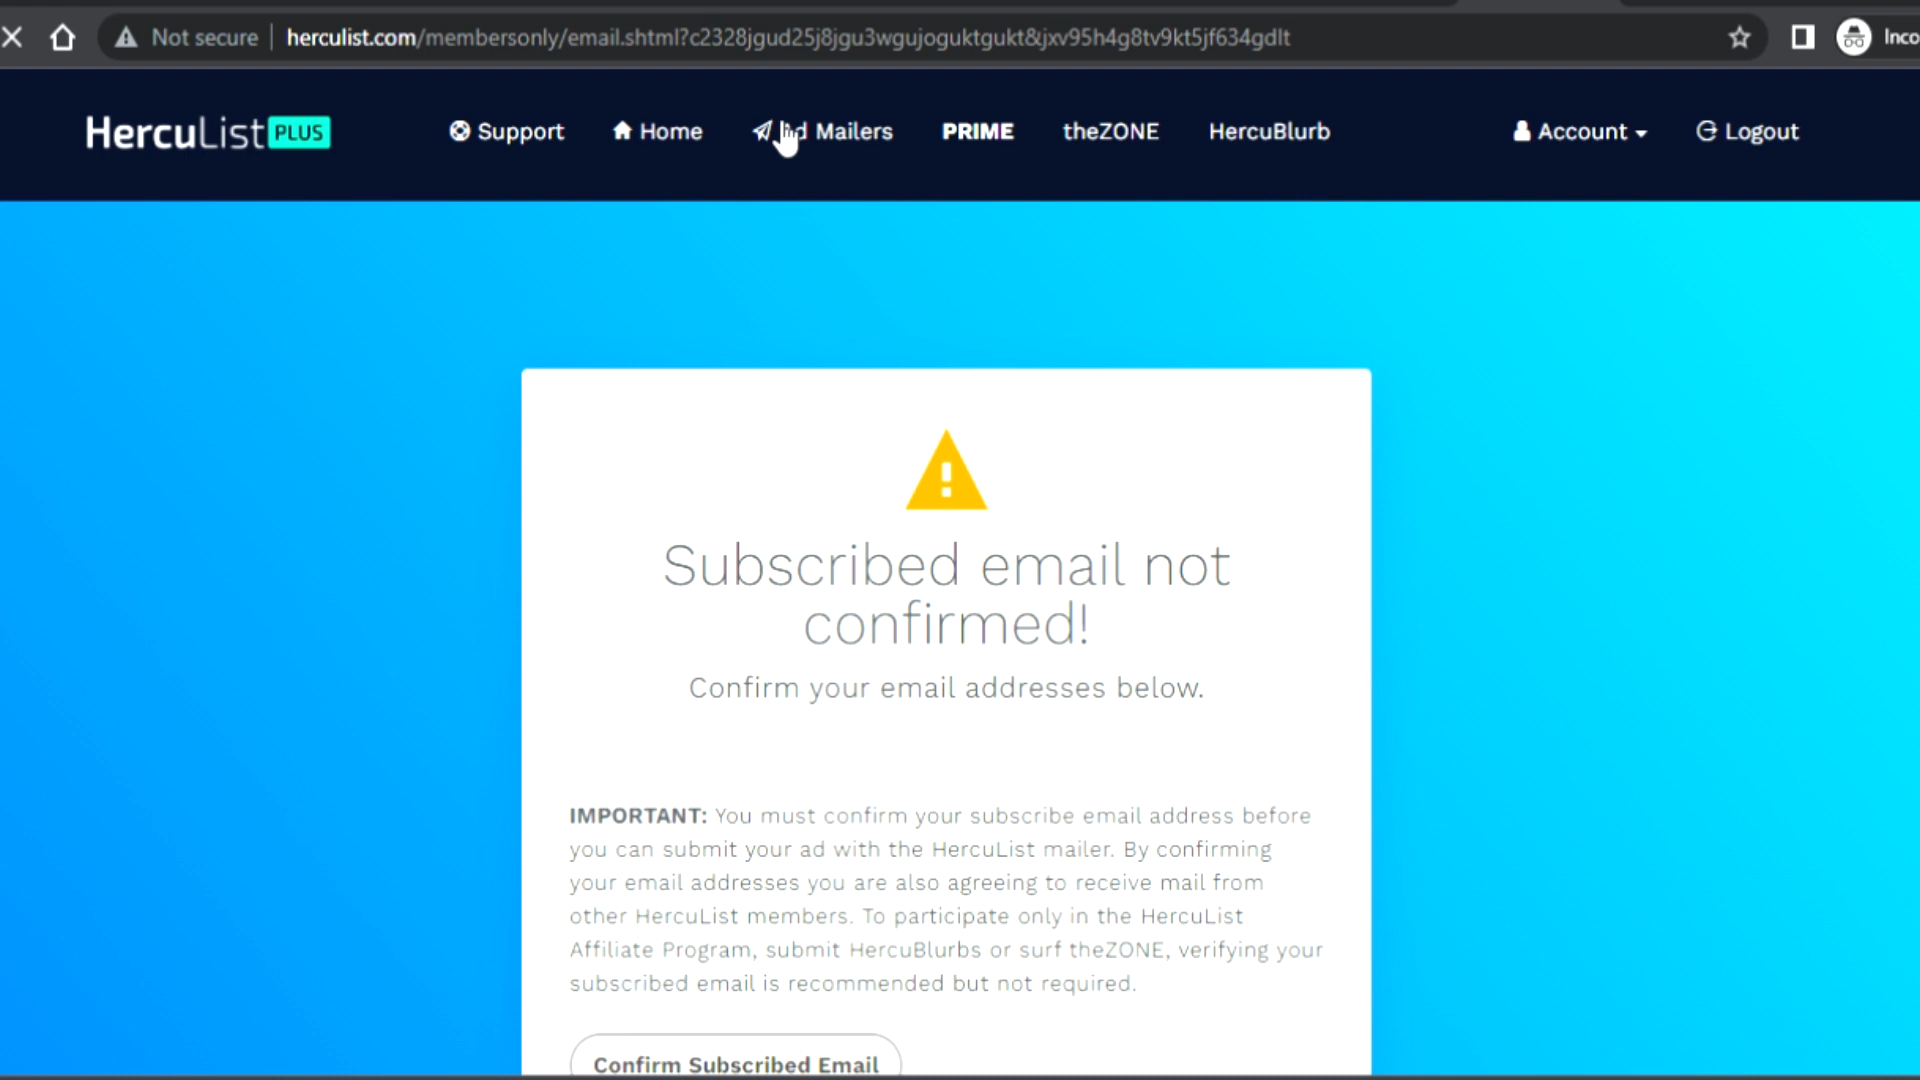 Not secure herculist.com/membersonly/email.shtml?c2328jgud25j8jgu3wgujoguktgukt&jxv95h4g8tv9kt5jf634gdlt Inco
HercuList PLUS Support Home Mailers PRIME theZONE HercuBlurb Account Logout
Subscribed email not
confirmed!
Confirm your email addresses below.
IMPORTANT: You must confirm your subscribe email address before
you can submit your ad with the HercuList mailer. By confirming
your email addresses you are also agreeing to receive mail from
other HercuList members. To participate only in the HercuList
Affiliate Program, submit HercuBlurbs or surf theZONE, verifying your
subscribed email is recommended but not required.
Confirm Subscribed Email